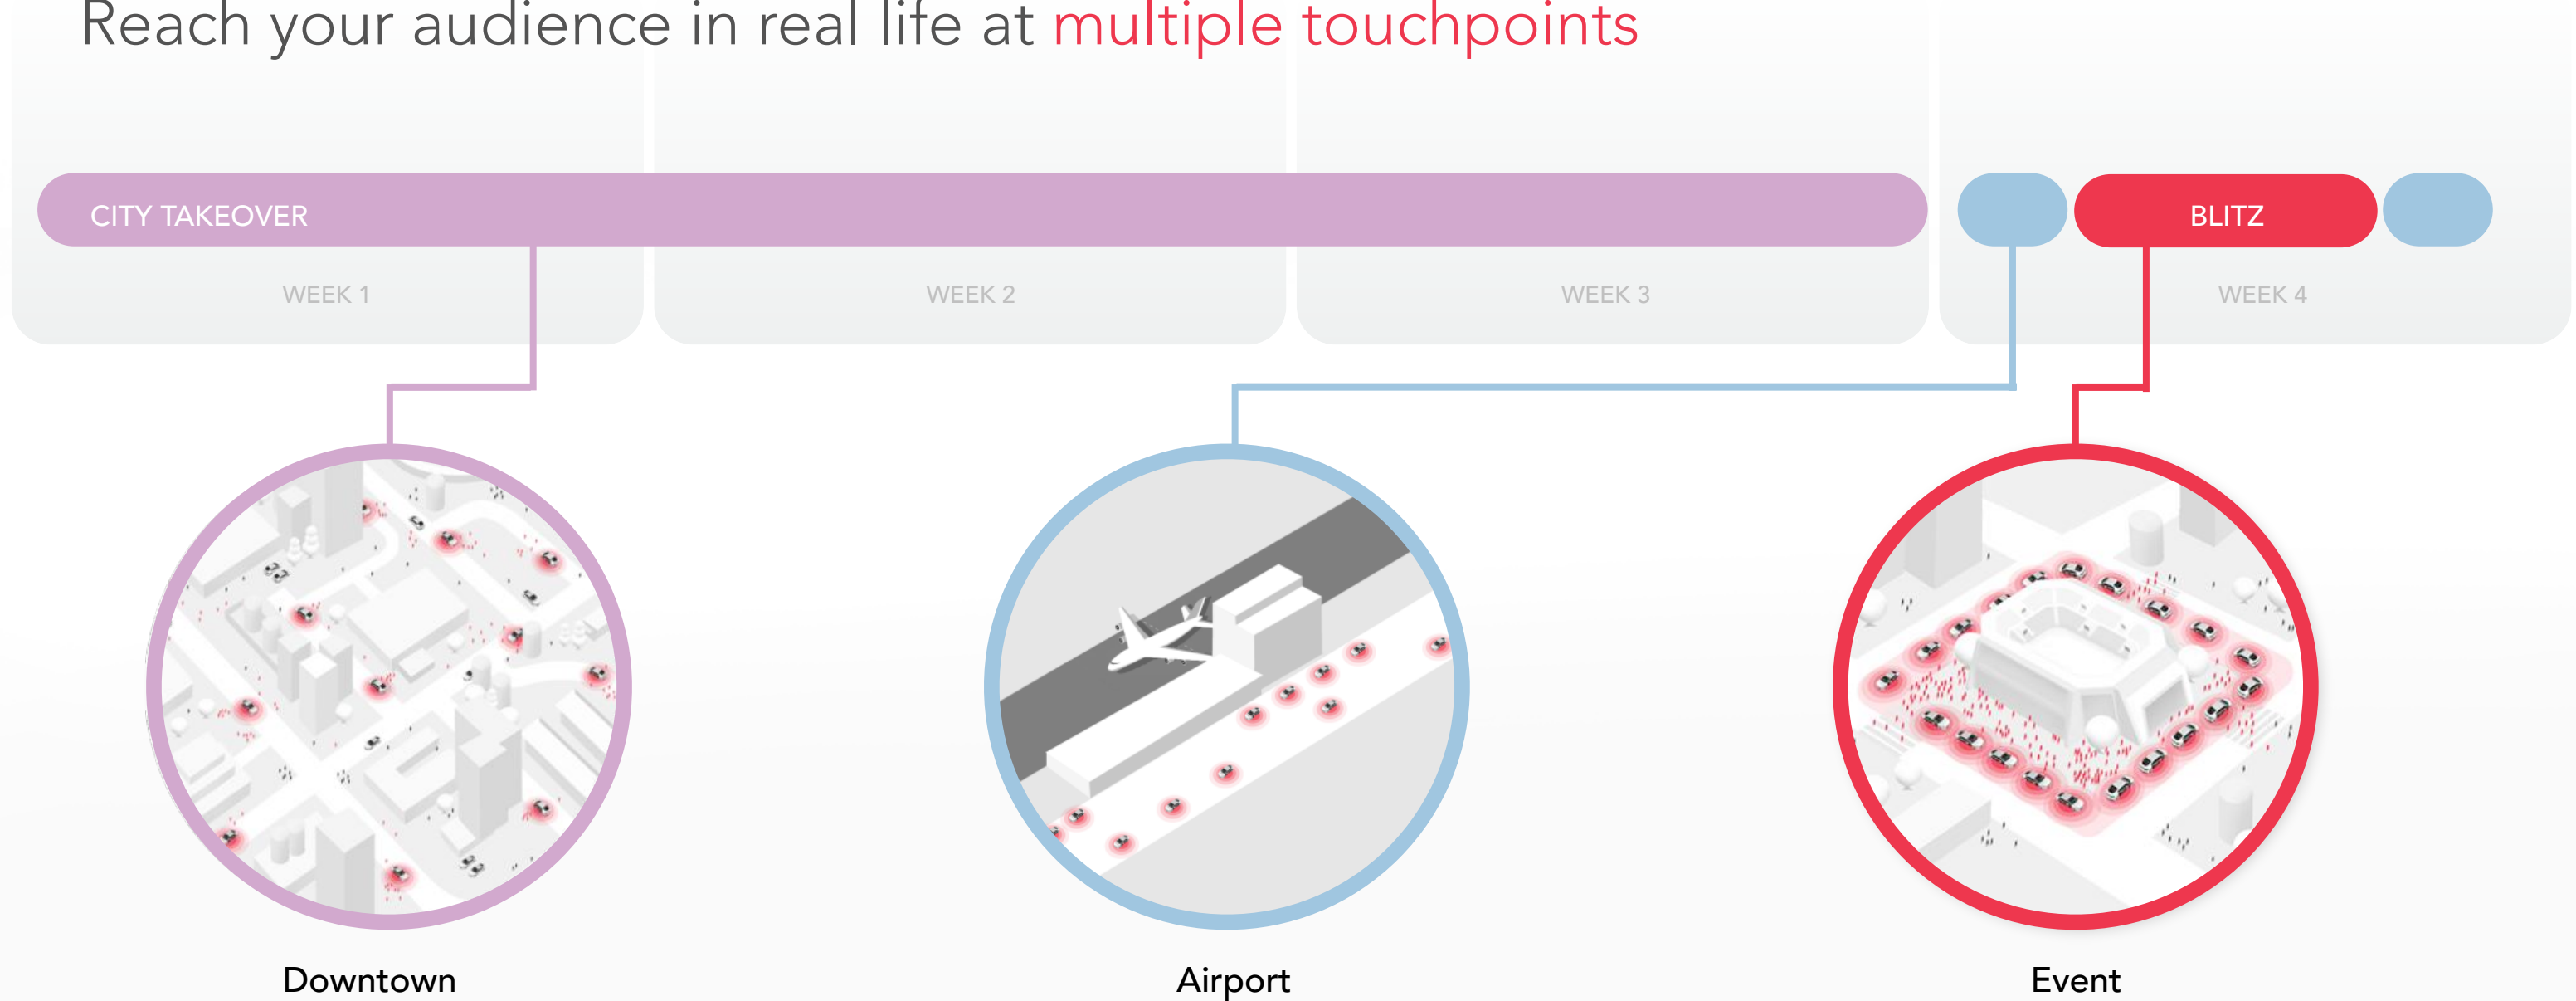 Reach your audience in real life at multiple touchpoints
CITY TAKEOVER
BLITZ
WEEK 1
WEEK 2
WEEK 3
WEEK 4
Downtown
Airport
Event